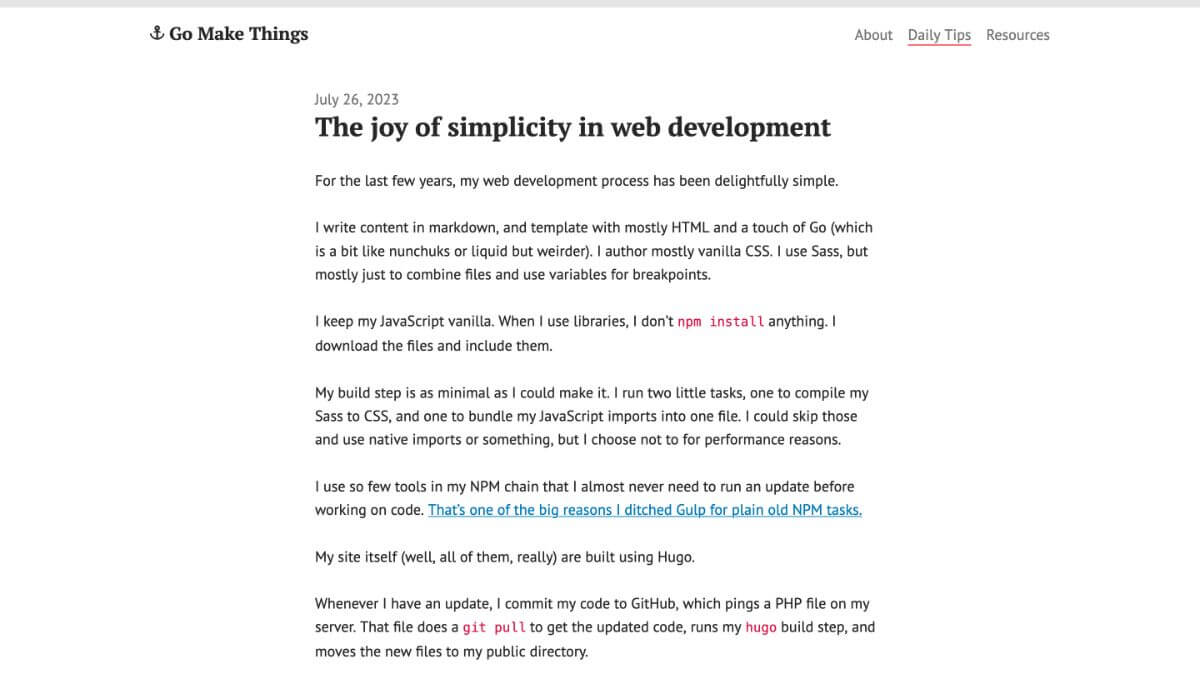 ⚓ Go Make Things
About Daily Tips Resources
July 26, 2023
The joy of simplicity in web development
For the last few years, my web development process has been delightfully simple.
I write content in markdown, and template with mostly HTML and a touch of Go (which
is a bit like nunchuks or liquid but weirder). I author mostly vanilla CSS. I use Sass, but
mostly just to combine files and use variables for breakpoints.
I keep my JavaScript vanilla. When I use libraries, I don't npm install anything. I
download the files and include them.
My build step is as minimal as I could make it. I run two little tasks, one to compile my
Sass to CSS, and one to bundle my JavaScript imports into one file. I could skip those
and use native imports or something, but I choose not to for performance reasons.
I use so few tools in my NPM chain that I almost never need to run an update before
working on code. That's one of the big reasons I ditched Gulp for plain old NPM tasks.
My site itself (well, all of them, really) are built using Hugo.
Whenever I have an update, I commit my code to GitHub, which pings a PHP file on my
server. That file does a git pull to get the updated code, runs my hugo build step, and
moves the new files to my public directory.